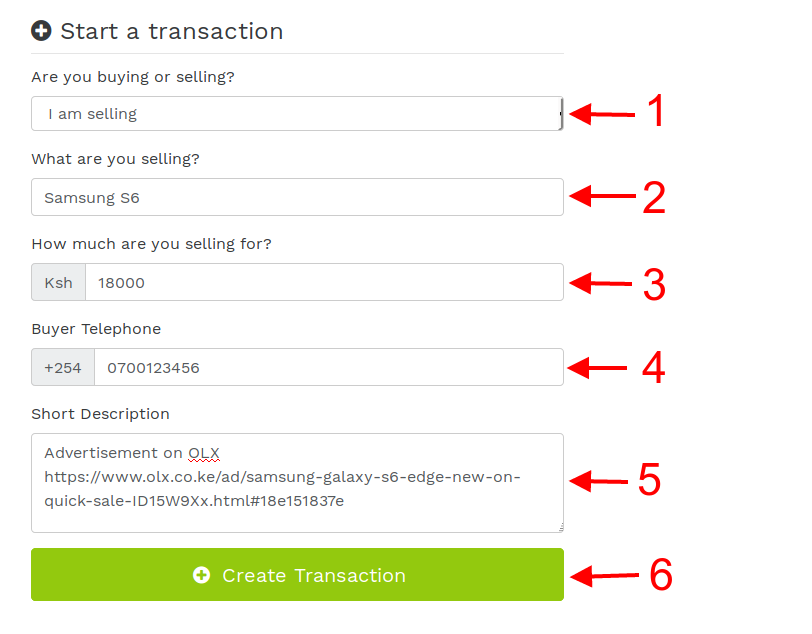 Start a transaction
Are you buying or selling?
I am selling
1
What are you selling?
Samsung S6
2
How much are you selling for?
Ksh 18000
3
Buyer Telephone
+254 0700123456
4
Short Description
Advertisement on OLX
https://www.olx.co.ke/ad/samsung-galaxy-s6-edge-new-on-
quick-sale-ID15W9Xx.html#18e151837e
5
Create Transaction
6